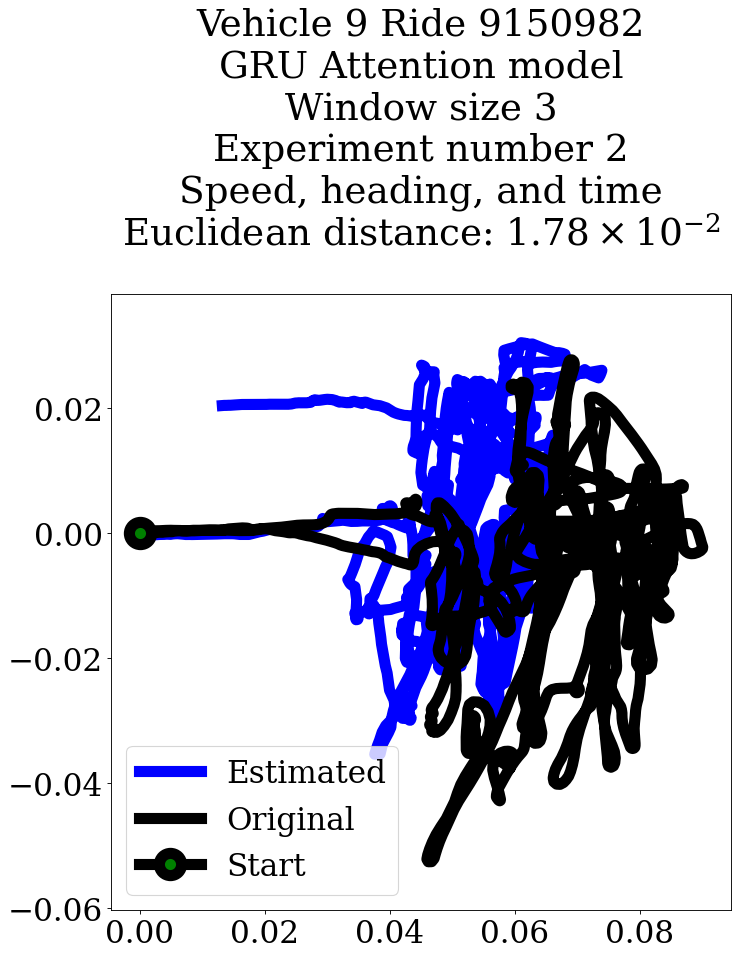 Vehicle 9 Ride 9150982
GRU Attention model
Window size 3
Experiment number 2
Speed, heading, and time
Euclidean distance: 1.78 × 10⁻²
0.02
0.00
−0.02
−0.04
−0.06
Estimated
Original
Start
0.00 0.02 0.04 0.06 0.08